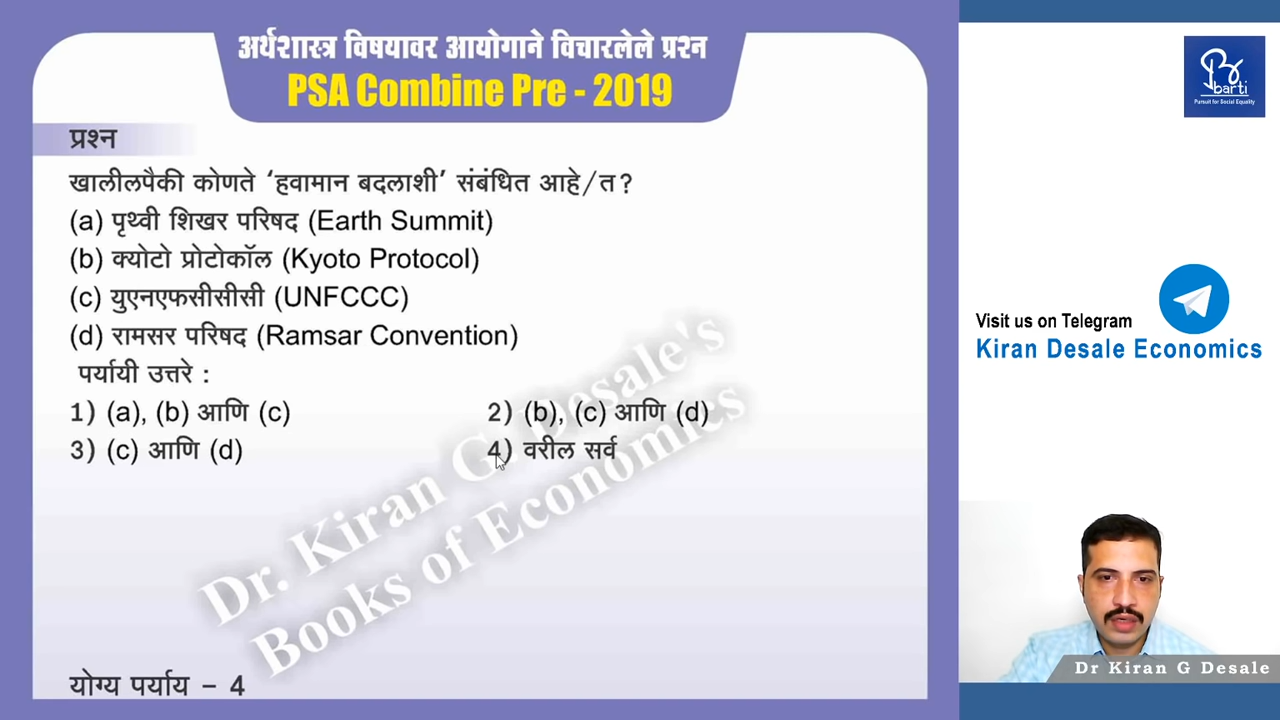 अर्थशास्त्र विषयावर आयोगाने विचारलेले प्रश्न
PSA Combine Pre - 2019
प्रश्न
खालीलपैकी कोणते ‘हवामान बदलाशी’ संबंधित आहे/त?
(a) पृथ्वी शिखर परिषद (Earth Summit)
(b) क्योटो प्रोटोकॉल (Kyoto Protocol)
(c) युएनएफसीसीसी (UNFCCC)
(d) रामसर परिषद (Ramsar Convention)
पर्यायी उत्तरे :
1) (a), (b) आणि (c)
2) (b), (c) आणि (d)
3) (c) आणि (d)
4) वरील सर्व
Dr. Kiran G Desale's
Books of Economics
योग्य पर्याय – 4
barti
Pursuit for Social Equality
Visit us on Telegram
Kiran Desale Economics
Dr Kiran G Desale